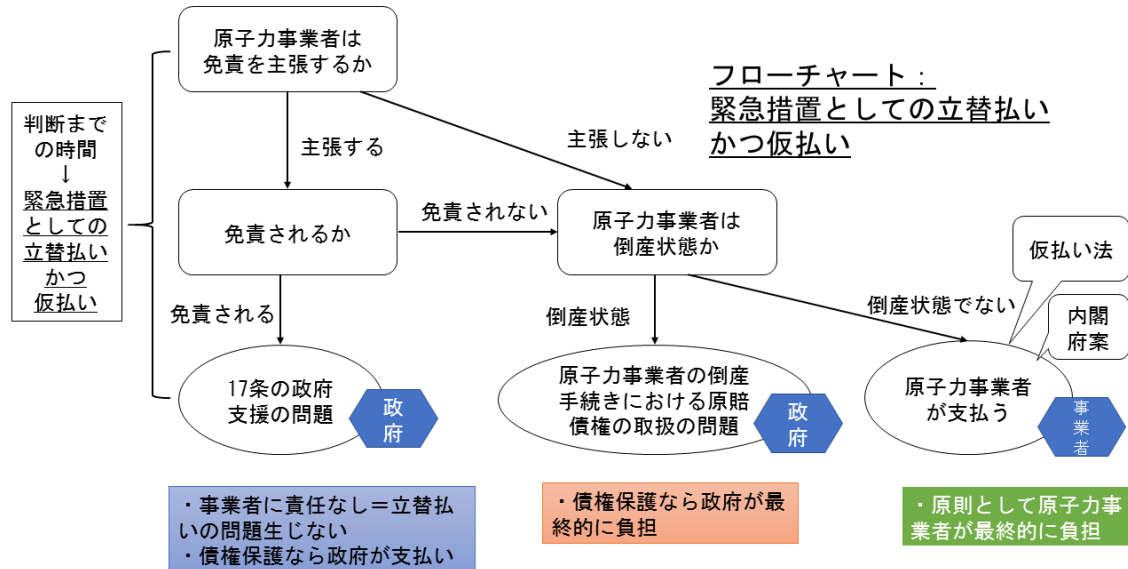 原子力事業者は
免責を主張するか
フローチャート：
緊急措置としての立替払い
かつ仮払い
判断まで
の時間
↓
緊急措置
としての
立替払い
かつ
仮払い
主張する
主張しない
免責されるか
免責されない
原子力事業者は
倒産状態か
仮払い法
内閣
府案
免責される
倒産状態
倒産状態でない
17条の政府
支援の問題
政
府
原子力事業者の倒産
手続きにおける原賠
債権の取扱の問題
政
府
原子力事業者
が支払う
事
業
者
・事業者に責任なし＝立替払
いの問題生じない
・債権保護なら政府が支払い
・債権保護なら政府が最
終的に負担
・原則として原子力事
業者が最終的に負担